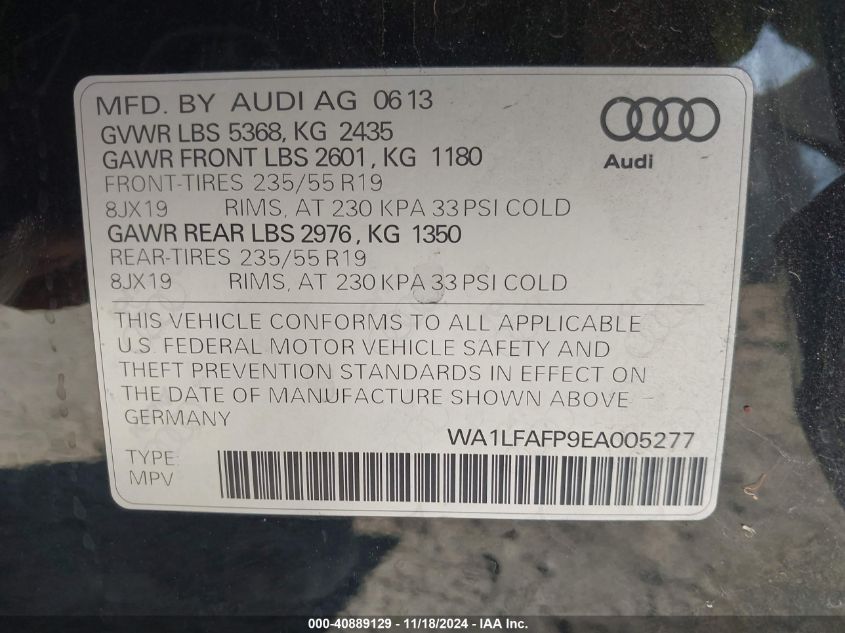 MFD. BY AUDI AG 06 13
GVWR LBS 5368, KG 2435
GAWR FRONT LBS 2601, KG 1180
FRONT-TIRES 235/55 R19
8JX19 RIMS, AT 230 KPA 33 PSI COLD
GAWR REAR LBS 2976, KG 1350
REAR-TIRES 235/55 R19
8JX19 RIMS, AT 230 KPA 33 PSI COLD
Audi
THIS VEHICLE CONFORMS TO ALL APPLICABLE
U.S. FEDERAL MOTOR VEHICLE SAFETY AND
THEFT PREVENTION STANDARDS IN EFFECT ON
THE DATE OF MANUFACTURE SHOWN ABOVE -
GERMANY
WA1LFAFP9EA005277
TYPE:
MPV
000-40889129 - 11/18/2024 - IAA Inc.